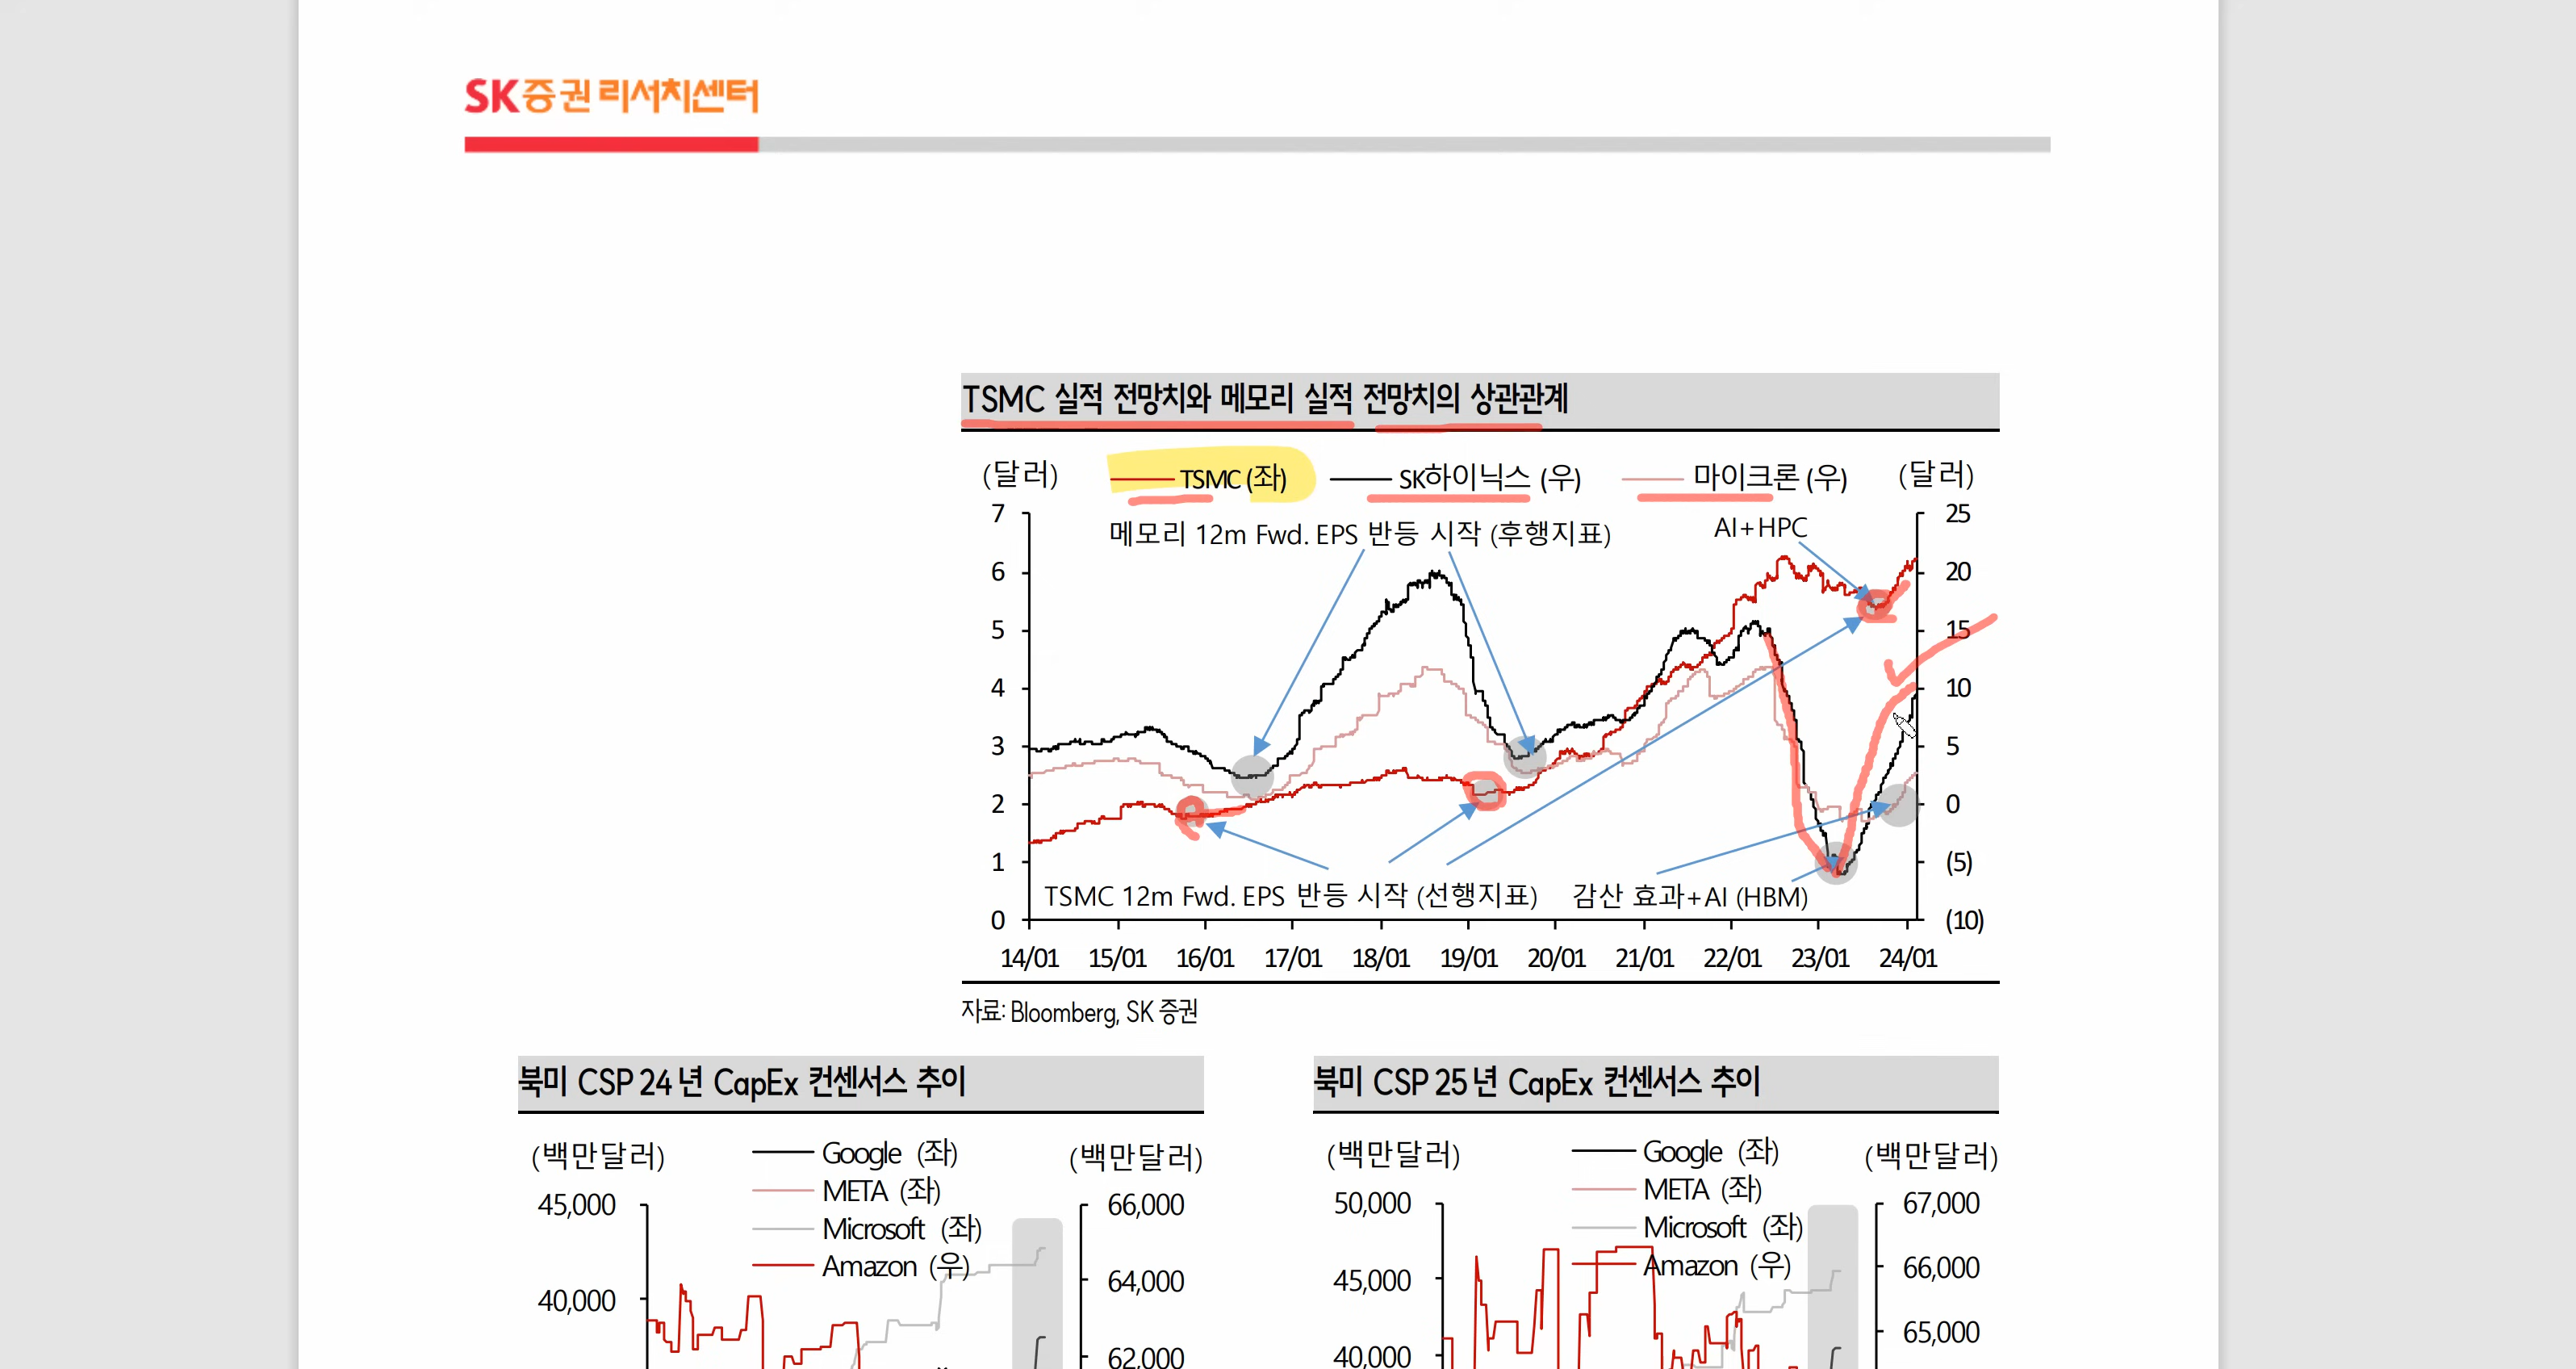 SK증권 리서치센터
TSMC 실적 전망치와 메모리 실적 전망치의 상관관계
(달러)
TSMC (좌)
SK하이닉스 (우)
마이크론 (우)
(달러)
7
6
5
4
3
2
1
0
메모리 12m Fwd. EPS 반등 시작 (후행지표)
AI+HPC
TSMC 12m Fwd. EPS 반등 시작 (선행지표)
감산 효과+AI (HBM)
25
20
15
10
5
0
(5)
(10)
14/01 15/01 16/01 17/01 18/01 19/01 20/01 21/01 22/01 23/01 24/01
자료: Bloomberg, SK 증권
북미 CSP 24 년 CapEx 컨센서스 추이
(백만달러)
Google (좌)
META (좌)
Microsoft (좌)
Amazon (우)
(백만달러)
45,000
40,000
66,000
64,000
62,000
북미 CSP 25 년 CapEx 컨센서스 추이
(백만달러)
Google (좌)
META (좌)
Microsoft (좌)
Amazon (우)
(백만달러)
50,000
45,000
40,000
67,000
66,000
65,000